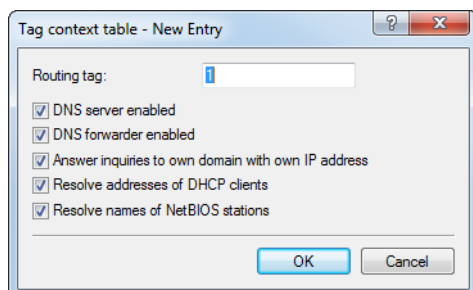 Tag context table - New Entry
?
Routing tag: 1
DNS server enabled
DNS forwarder enabled
Answer inquiries to own domain with own IP address
Resolve addresses of DHCP clients
Resolve names of NetBIOS stations
OK Cancel